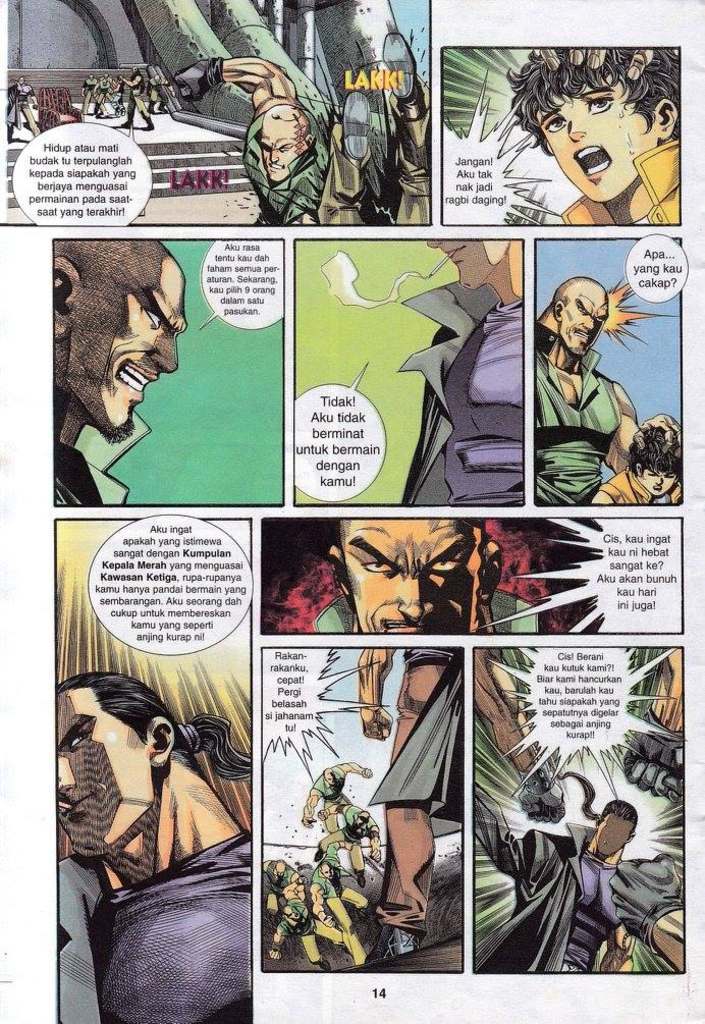 LAKK!
LAKK!
Hidup atau mati
budak tu terpulanglah
kepada siapakah yang
berjaya menguasai
permainan pada saat-
saat yang terakhir!
Jangan!
Aku tak
nak jadi
ragbi daging!
Aku rasa
tentu kau dah
faham semua per-
aturan. Sekarang,
kau pilih 9 orang
dalam satu
pasukan.
Tidak!
Aku tidak
berminat
untuk bermain
dengan
kamu!
Apa...
yang kau
cakap?
Aku ingat
apakah yang istimewa
sangat dengan Kumpulan
Kepala Merah yang
Kawasan Ketiga, rupa-rupanya
kamu hanya pandai bermain yang
sembarangan. Aku seorang dah
cukup untuk membereskan
kamu yang seperti
anjing kurap ni!
Cis, kau ingat
kau ni hebat
sangat ke?
Aku akan bunuh
kau hari
ini juga!
Rakan-
rakanku,
cepat!
Pergi
belasah
si jahanam
tu!
Cis! Berani
kau kutuk kami?!
Biar kami hancurkan
kau, barulah kau
tahu siapakah yang
sepatutnya digelar
sebagai anjing
kurap!!
14